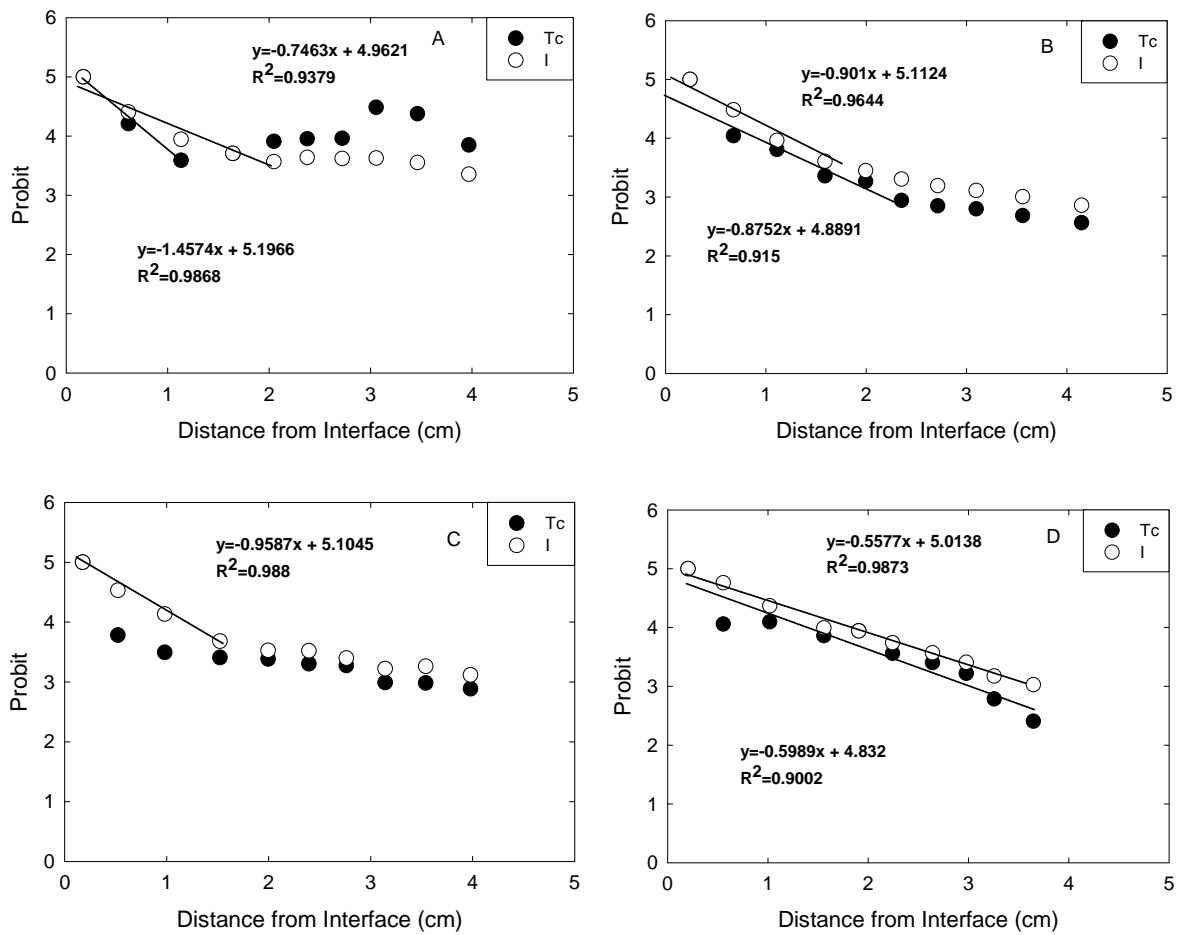 A
Tc
I
y=-0.7463x + 4.9621
R2=0.9379
y=-1.4574x + 5.1966
R2=0.9868
Probit
6
5
4
3
2
1
0
0 1 2 3 4 5
Distance from Interface (cm)
B
Tc
I
y=-0.901x + 5.1124
R2=0.9644
y=-0.8752x + 4.8891
R2=0.915
Probit
6
5
4
3
2
1
0
0 1 2 3 4 5
Distance from Interface (cm)
C
Tc
I
y=-0.9587x + 5.1045
R2=0.988
Probit
6
5
4
3
2
1
0
0 1 2 3 4 5
Distance from Interface (cm)
D
Tc
I
y=-0.5577x + 5.0138
R2=0.9873
y=-0.5989x + 4.832
R2=0.9002
Probit
6
5
4
3
2
1
0
0 1 2 3 4 5
Distance from Interface (cm)